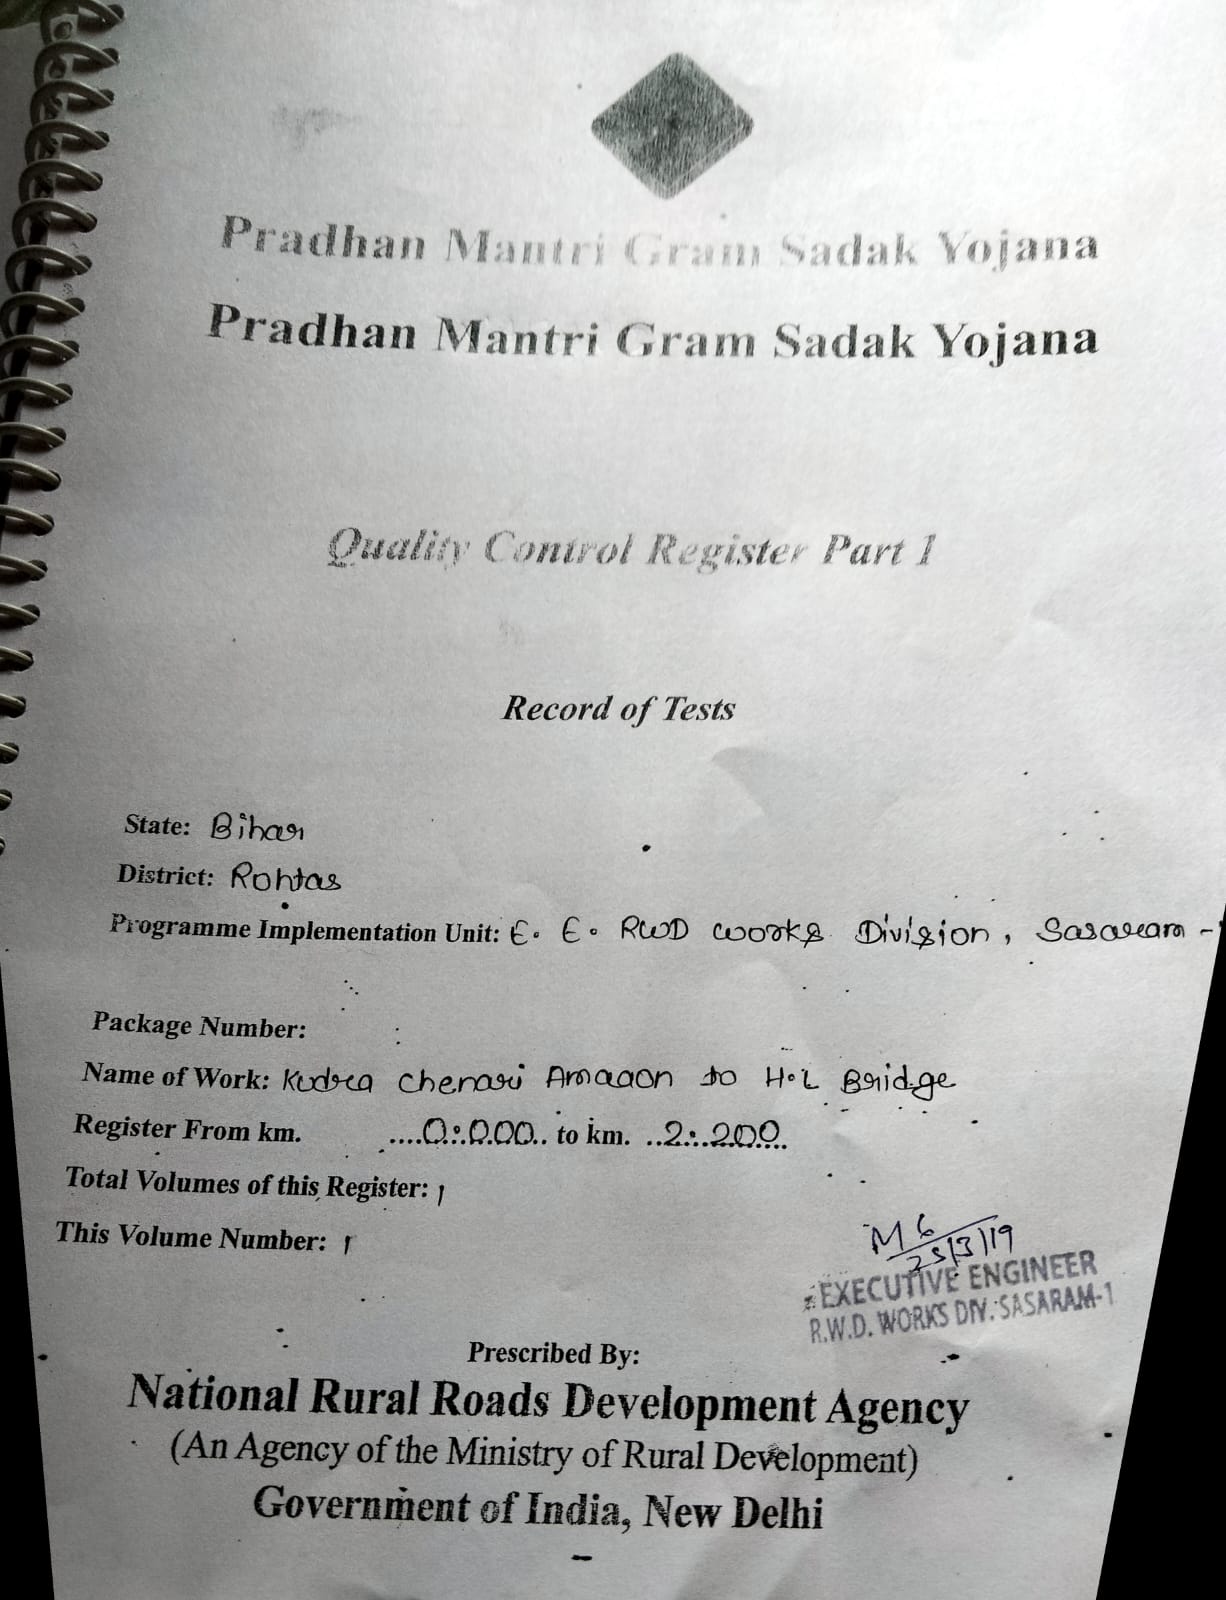 Pradhan Mantri Gram Sadak Yojana
Pradhan Mantri Gram Sadak Yojana
Quality Control Register Part 1
Record of Tests
State: Bihar
District: Rohtas
Programme Implementation Unit: E. E. RWD works Division, Sasaram -
Package Number:
Name of Work: Kudra Chenari Amaaon to H.L Bridge
Register From km. ....0:.000.. to km. ..2:..200..
Total Volumes of this Register: 1
This Volume Number: 1
/3/19
EXECUTIVE ENGINEER
R.W.D. WORKS DIV. SASARAM-1
Prescribed By:
National Rural Roads Development Agency
(An Agency of the Ministry of Rural Development)
Government of India, New Delhi